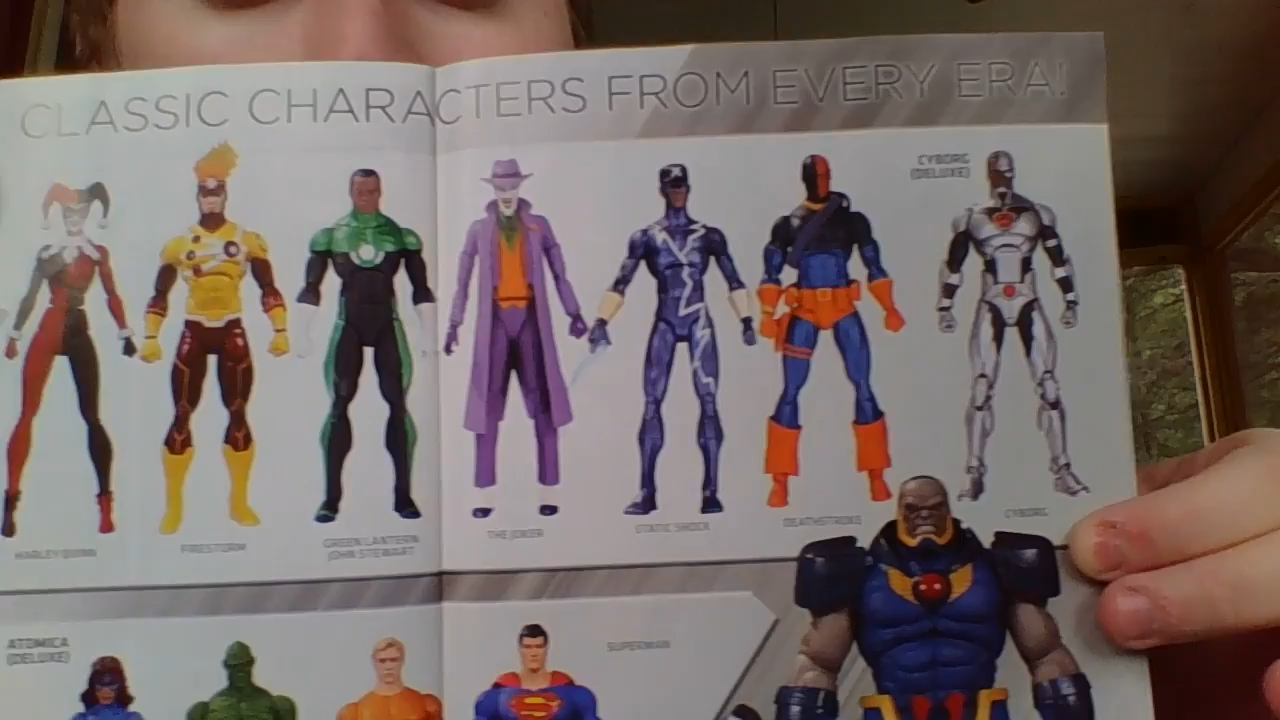 CLASSIC CHARACTERS FROM EVERY ERA!
CYBORG
(DELUXE)
HARLEY QUINN
FIRESTORM
GREEN LANTERN
JOHN STEWART
THE JOKER
STATIC SHOCK
DEATHSTROKE
CYBORG
ATOMICA
(DELUXE)
SUPERMAN